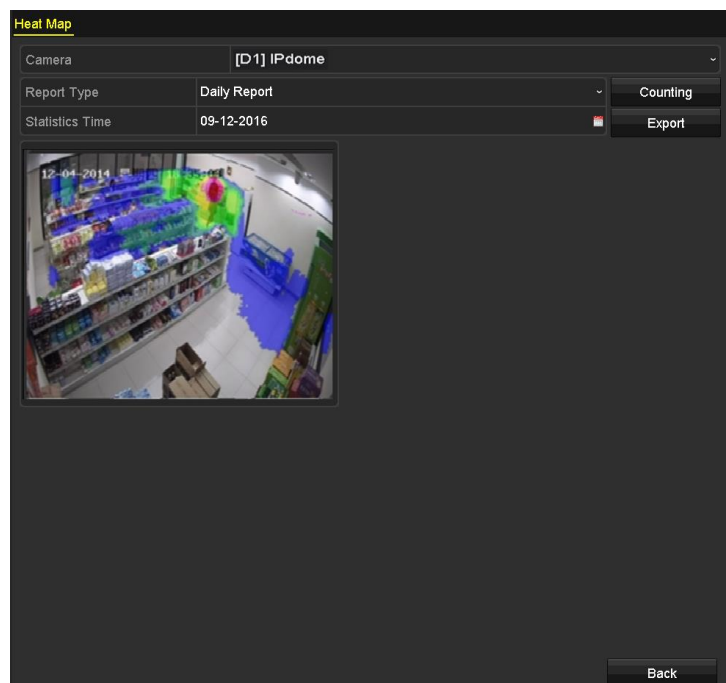 Heat Map
Camera [D1] IPdome
Report Type Daily Report Counting
Statistics Time 09-12-2016 Export
12-04-2014
Back